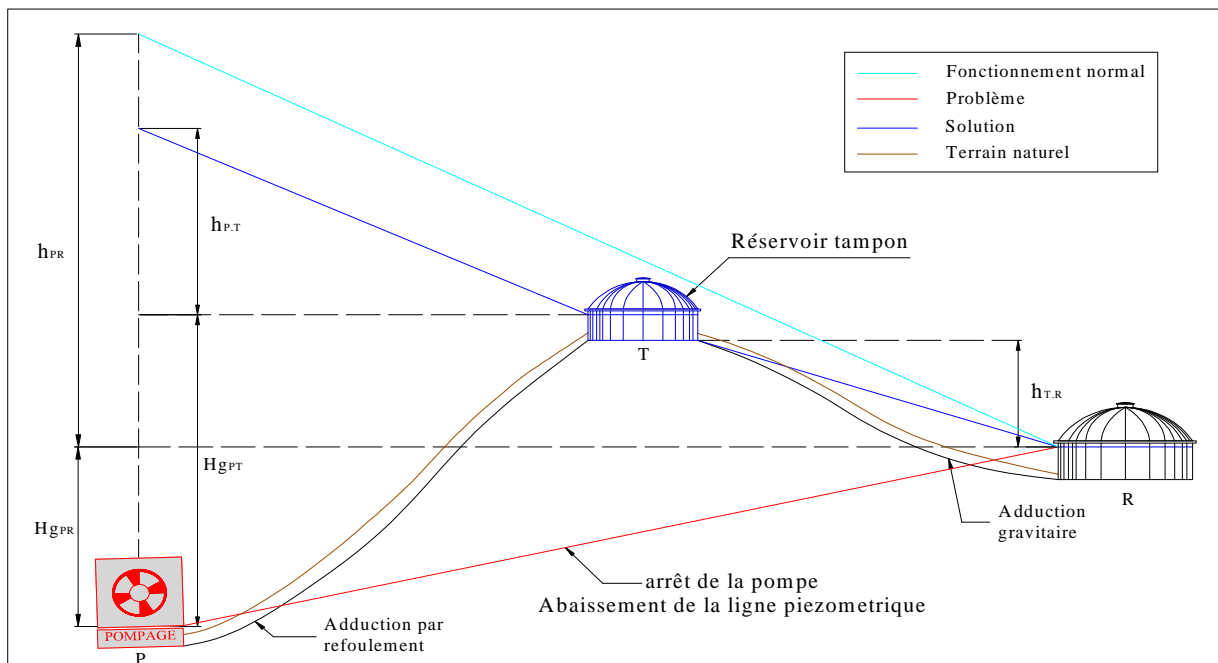 Fonctionnement normal
Problème
Solution
Terrain naturel
hP.T
hPR
Réservoir tampon
T
hT.R
HgPT
HgPR
R
Adduction
gravitaire
arrêt de la pompe
Abaissement de la ligne piezometrique
Adduction par
refoulement
POMPAGE
P